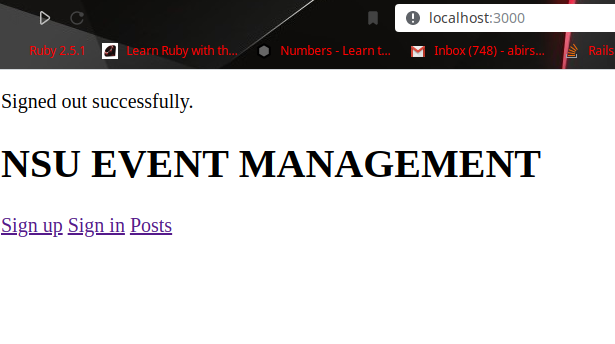 localhost:3000
Ruby 2.5.1 Learn Ruby with th... Numbers - Learn t... Inbox (748) - abirs... Rails
Signed out successfully.
NSU EVENT MANAGEMENT
Sign up Sign in Posts